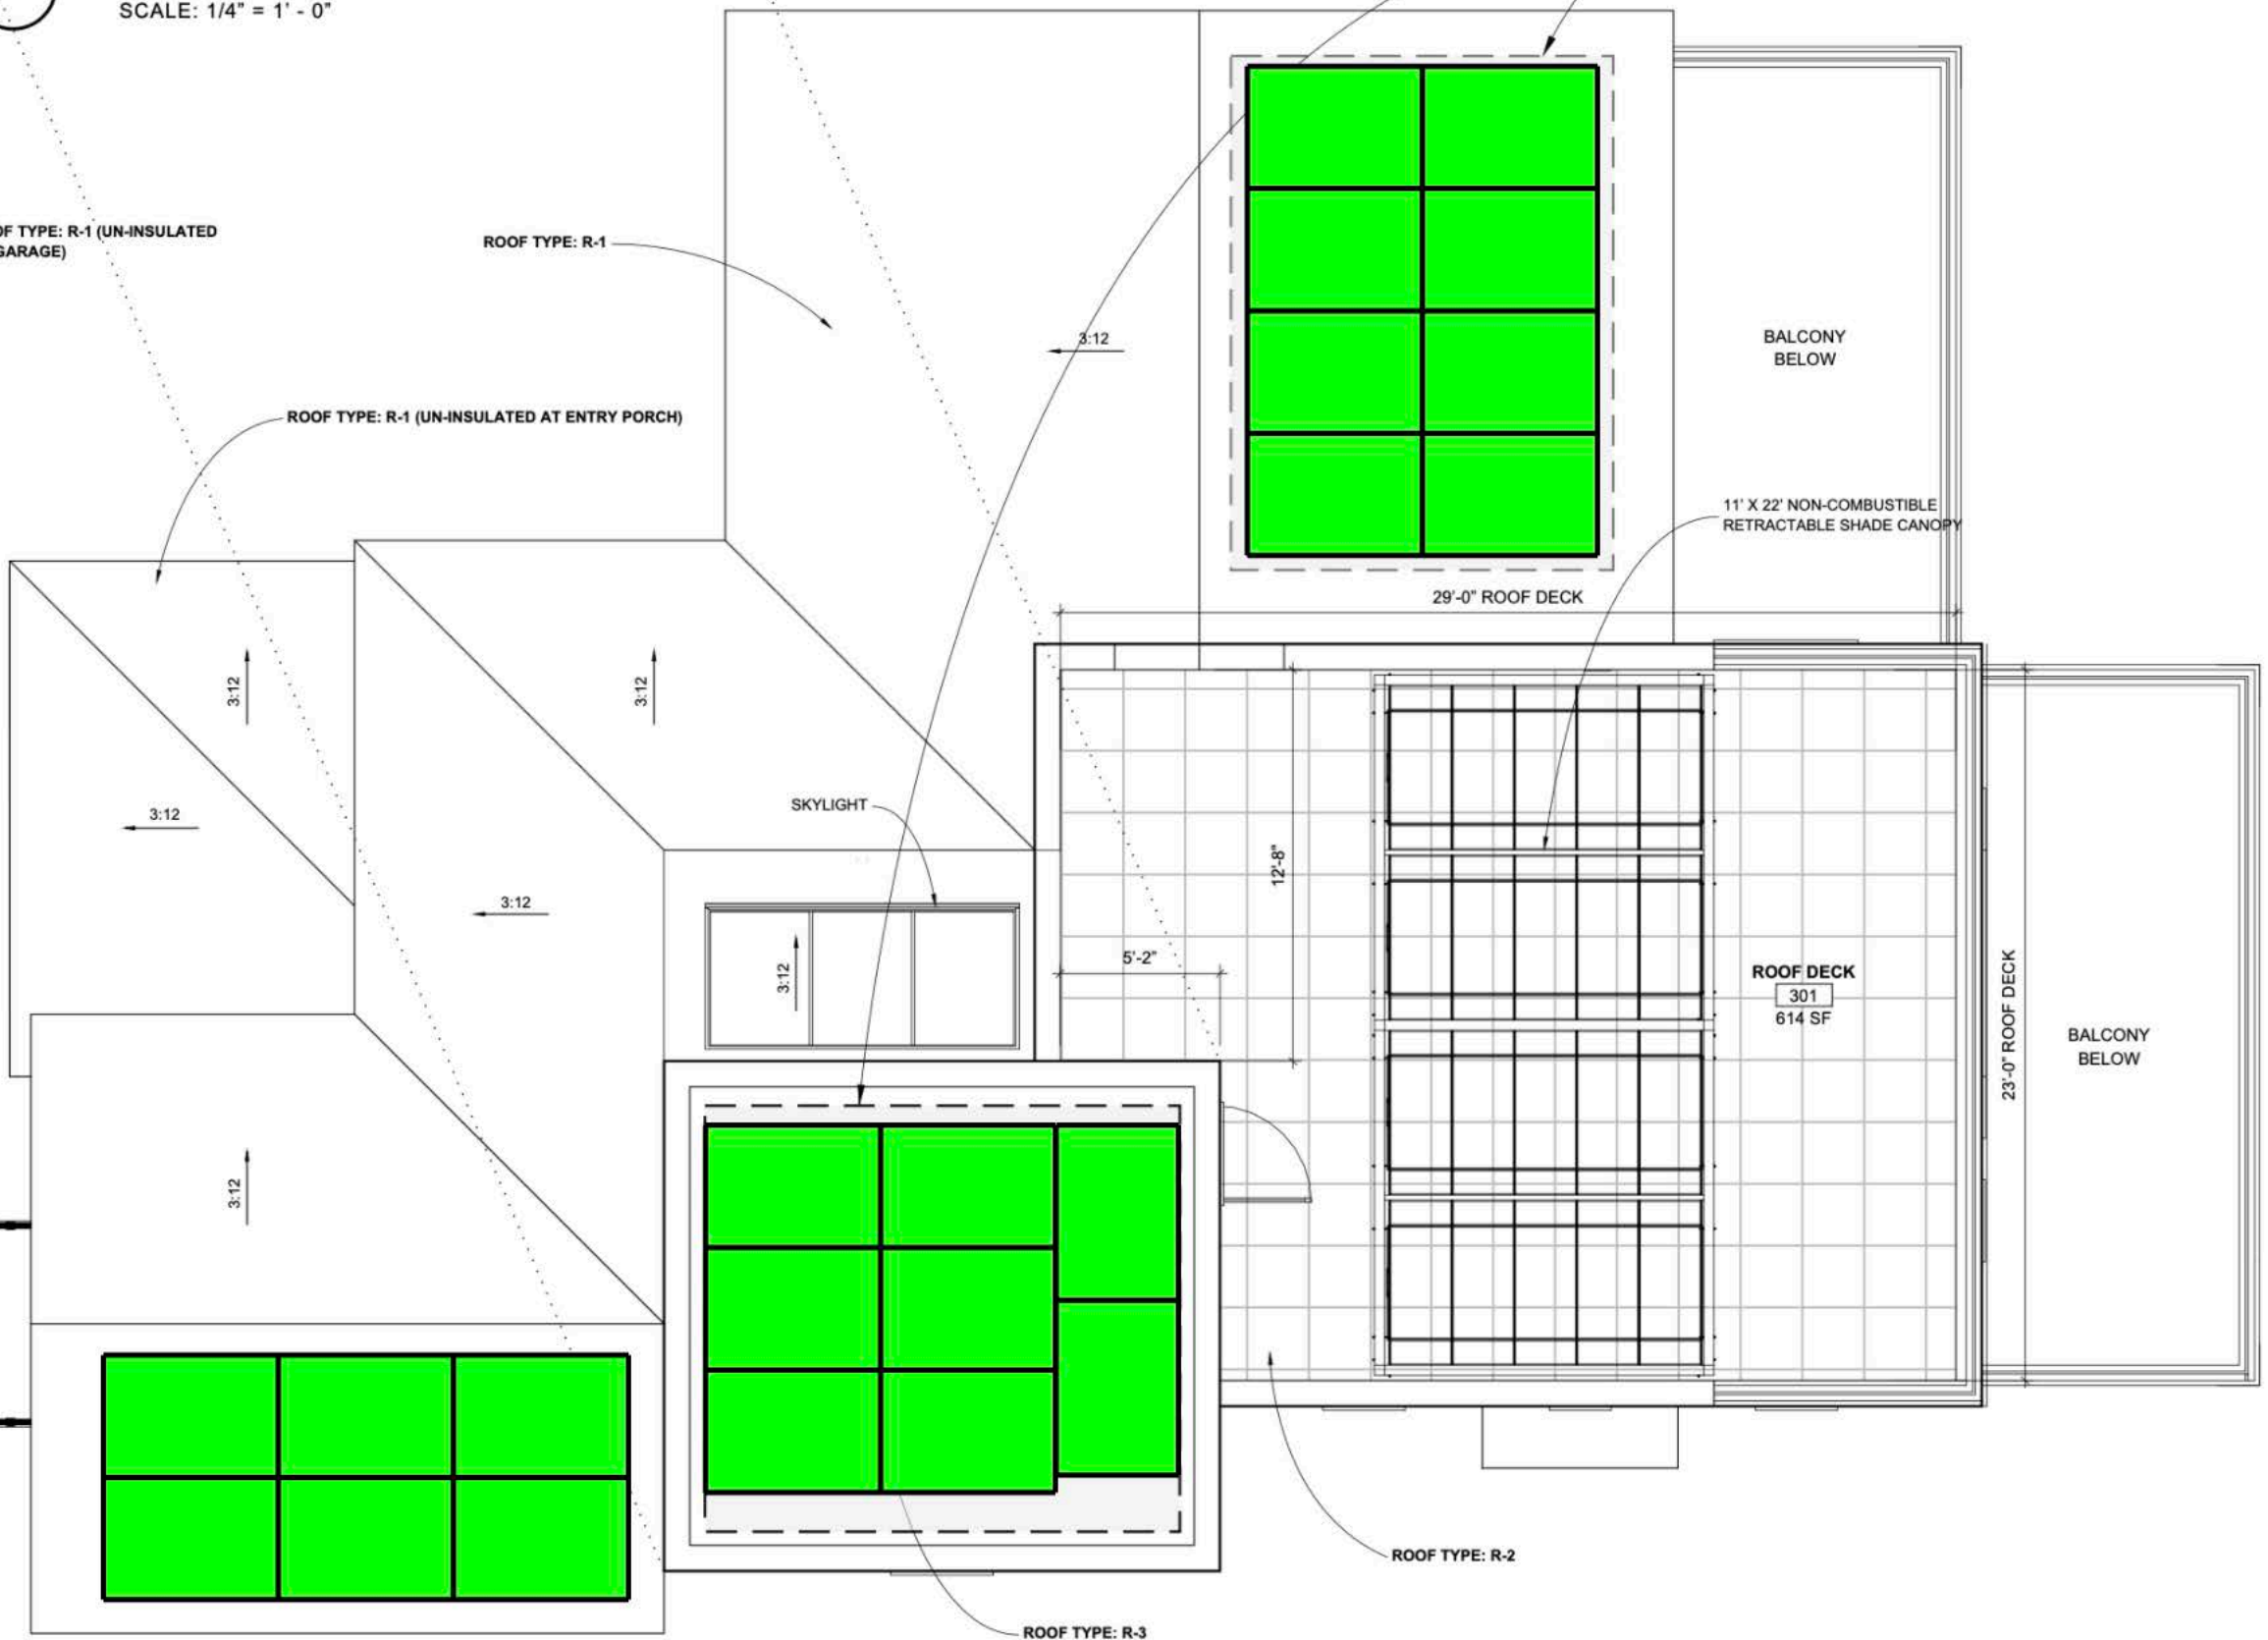 SCALE: 1/4" = 1' - 0"
OF TYPE: R-1 (UN-INSULATED
GARAGE)
ROOF TYPE: R-1
3:12
BALCONY
BELOW
ROOF TYPE: R-1 (UN-INSULATED AT ENTRY PORCH)
11' X 22' NON-COMBUSTIBLE
RETRACTABLE SHADE CANOPY
29'-0" ROOF DECK
3:12
3:12
3:12
SKYLIGHT
12'-8"
3:12
5'-2"
3:12
ROOF DECK
301
614 SF
23'-0" ROOF DECK
BALCONY
BELOW
3:12
ROOF TYPE: R-2
ROOF TYPE: R-3